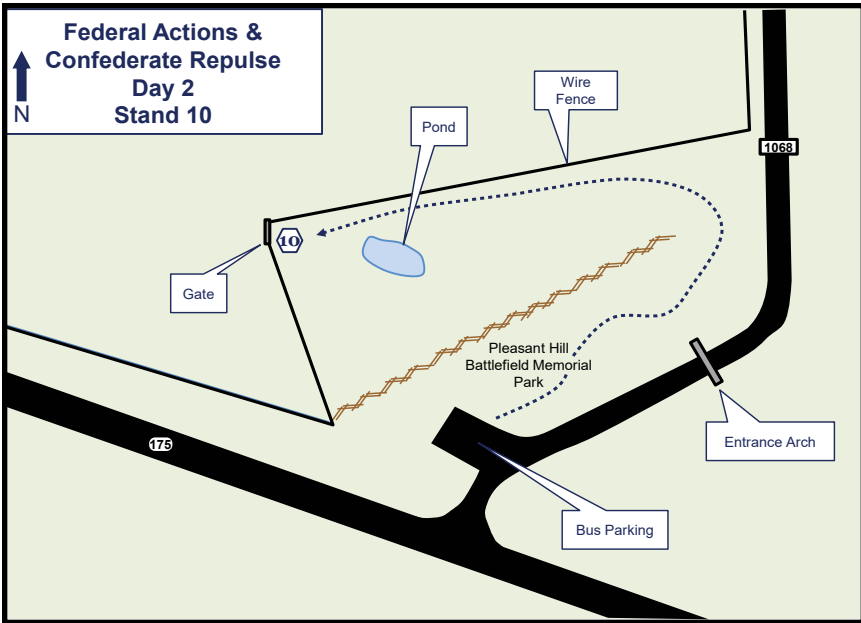 Federal Actions &
Confederate Repulse
Day 2
Stand 10
N
Wire
Fence
Pond
1068
10
Gate
Pleasant Hill
Battlefield Memorial
Park
Entrance Arch
175
Bus Parking